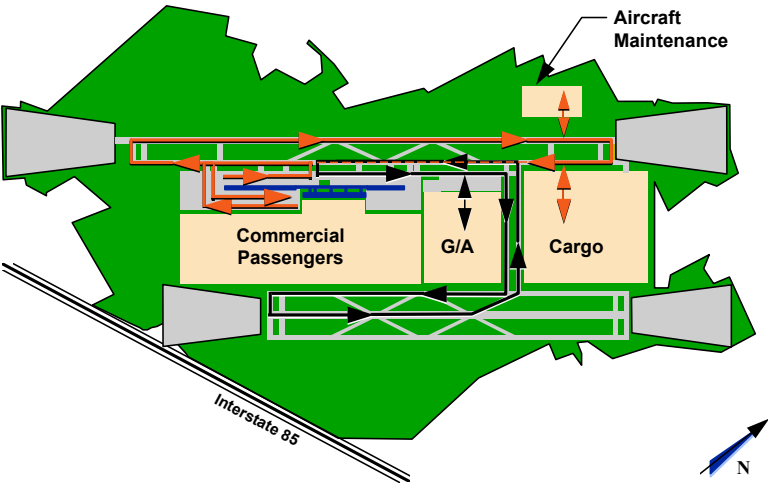 Aircraft
Maintenance
Commercial
Passengers
G/A
Cargo
Interstate 85
N